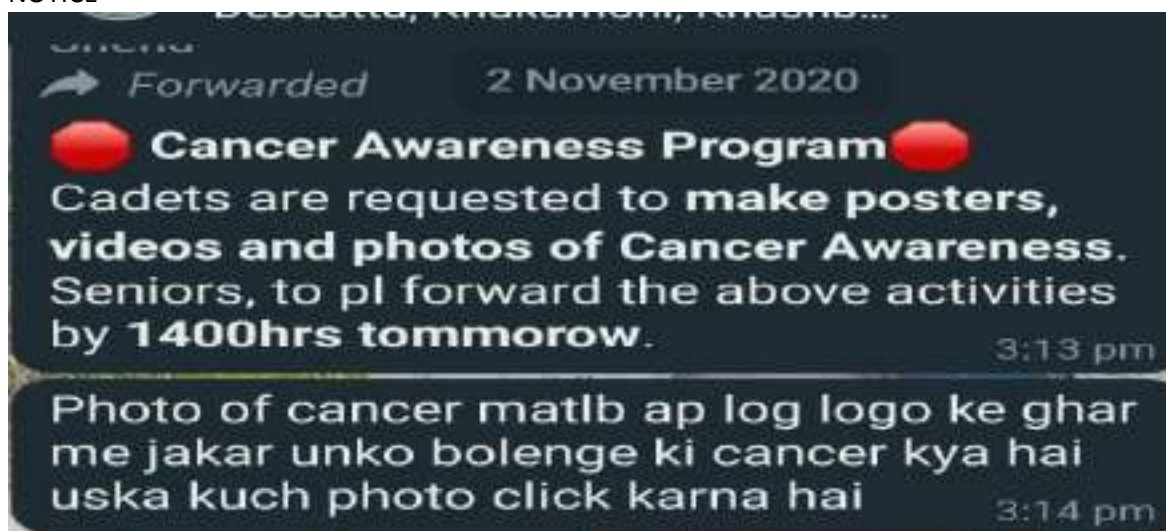 NOTICE
Forwarded
2 November 2020
Cancer Awareness Program
Cadets are requested to make posters,
videos and photos of Cancer Awareness.
Seniors, to pl forward the above activities
by 1400hrs tommorow.
3:13 pm
Photo of cancer matlb ap log logo ke ghar
me jakar unko bolenge ki cancer kya hai
uska kuch photo click karna hai
3:14 pm